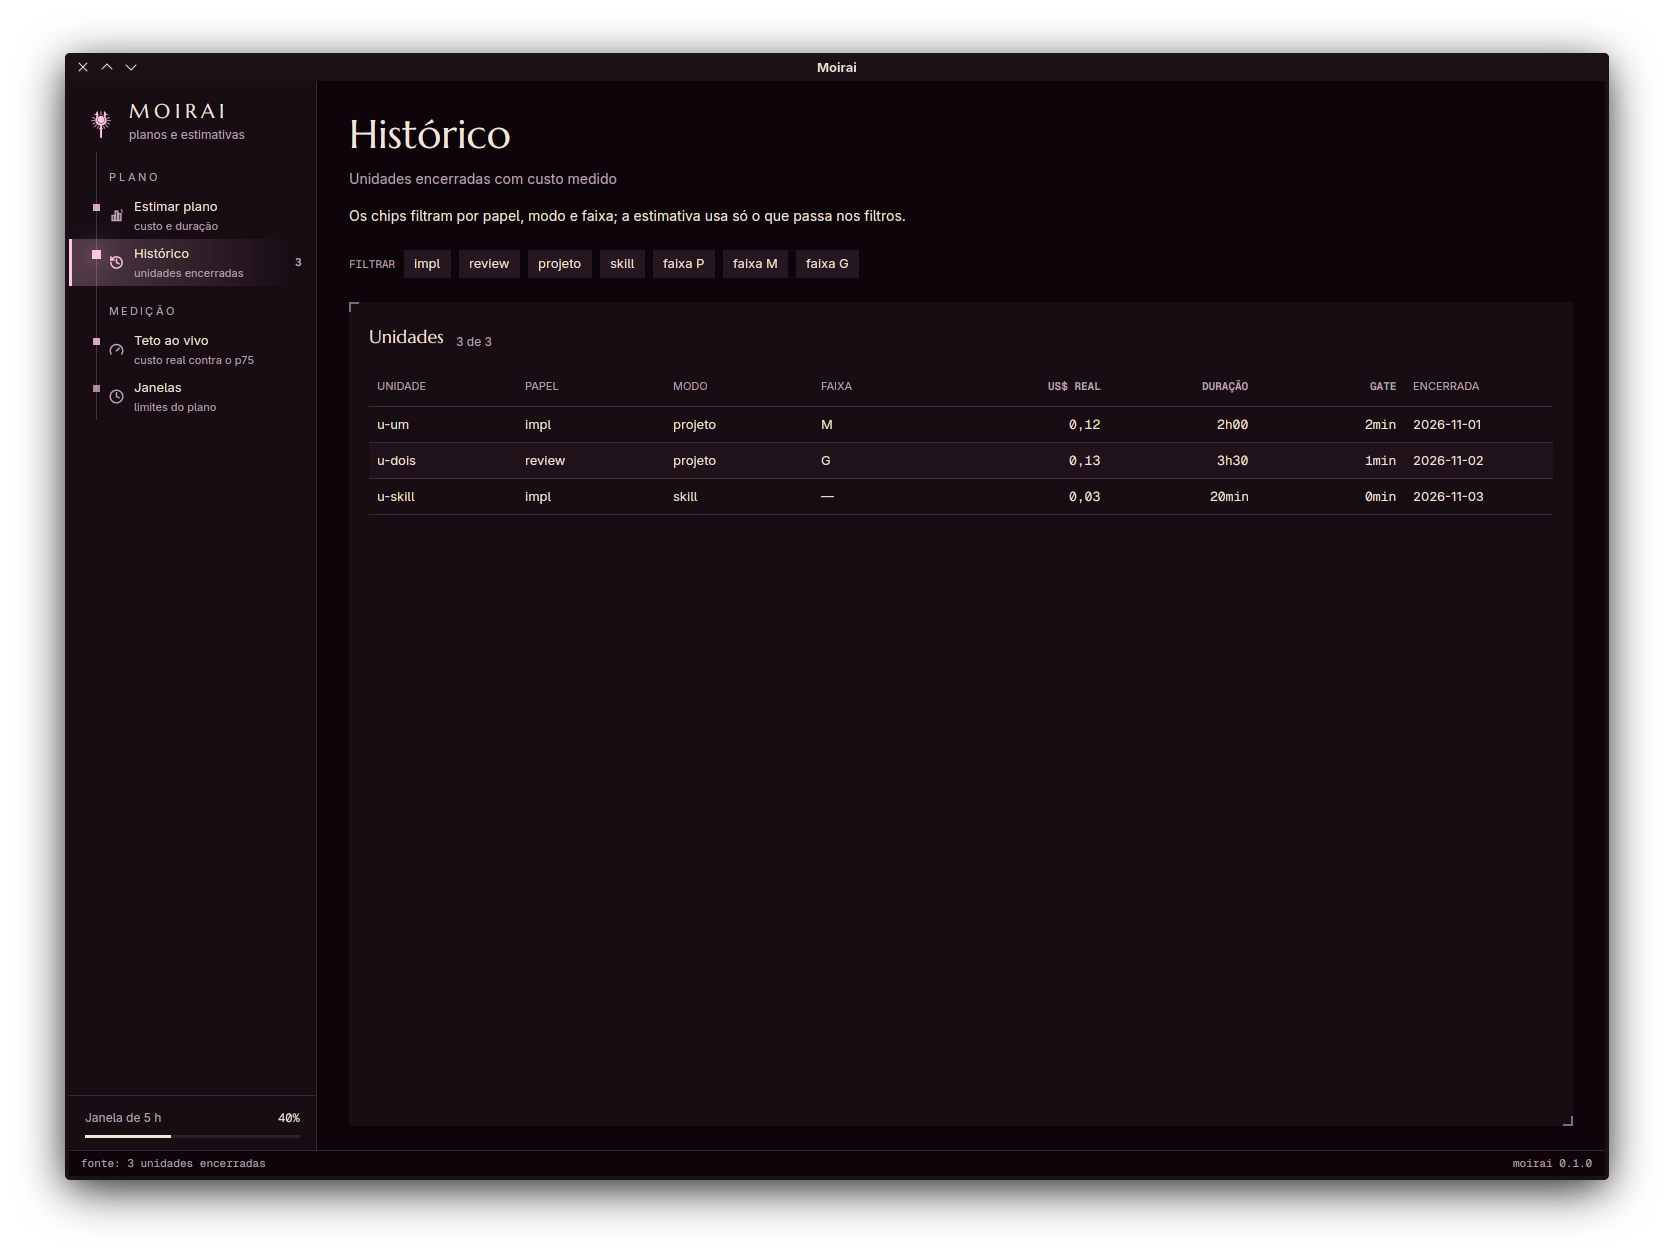 Moirai
MOIRAI
planos e estimativas
PLANO
Estimar plano
custo e duração
Histórico
unidades encerradas
3
MEDIÇÃO
Teto ao vivo
custo real contra o p75
Janelas
limites do plano
Janela de 5 h 40%
Histórico
Unidades encerradas com custo medido
Os chips filtram por papel, modo e faixa; a estimativa usa só o que passa nos filtros.
FILTRAR impl review projeto skill faixa P faixa M faixa G
Unidades 3 de 3
UNIDADE PAPEL MODO FAIXA US$ REAL DURAÇÃO GATE ENCERRADA
u-um impl projeto M 0,12 2h00 2min 2026-11-01
u-dois review projeto G 0,13 3h30 1min 2026-11-02
u-skill impl skill — 0,03 20min 0min 2026-11-03
fonte: 3 unidades encerradas moirai 0.1.0